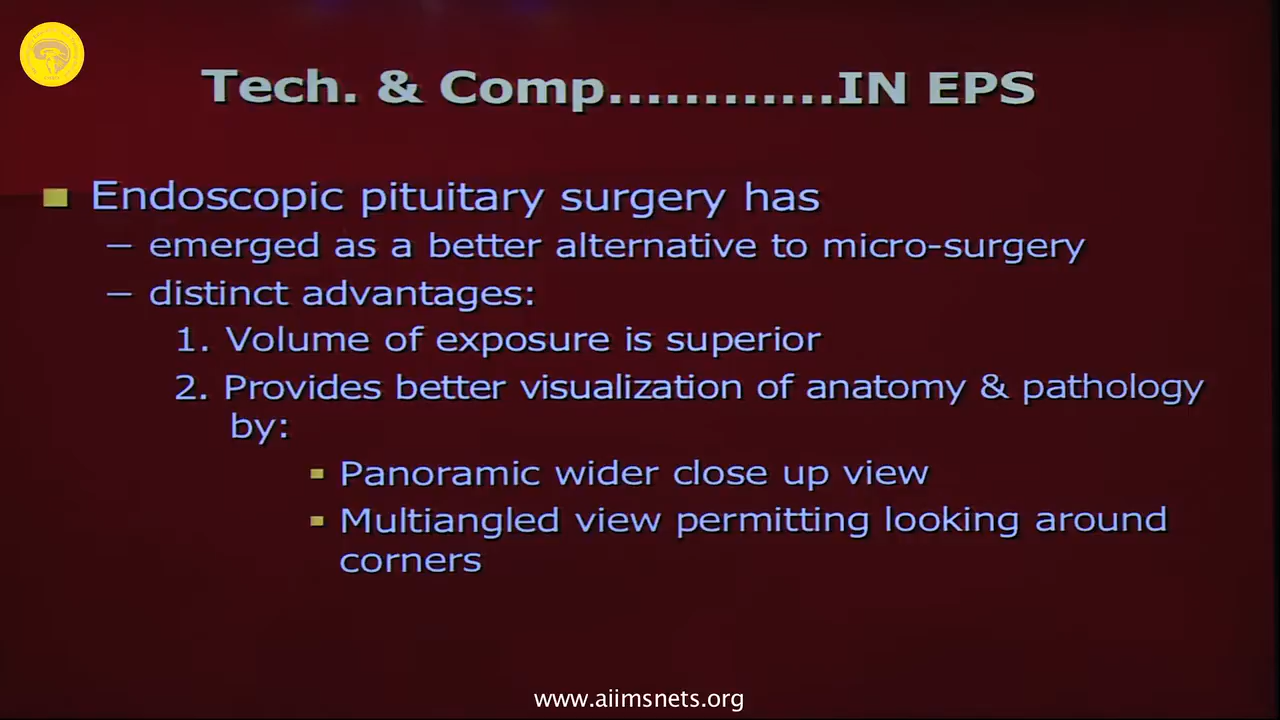 Tech. & Comp............IN EPS
Endoscopic pituitary surgery has
– emerged as a better alternative to micro-surgery
– distinct advantages:
1. Volume of exposure is superior
2. Provides better visualization of anatomy & pathology
by:
Panoramic wider close up view
Multiangled view permitting looking around
corners
www.aiimsnets.org